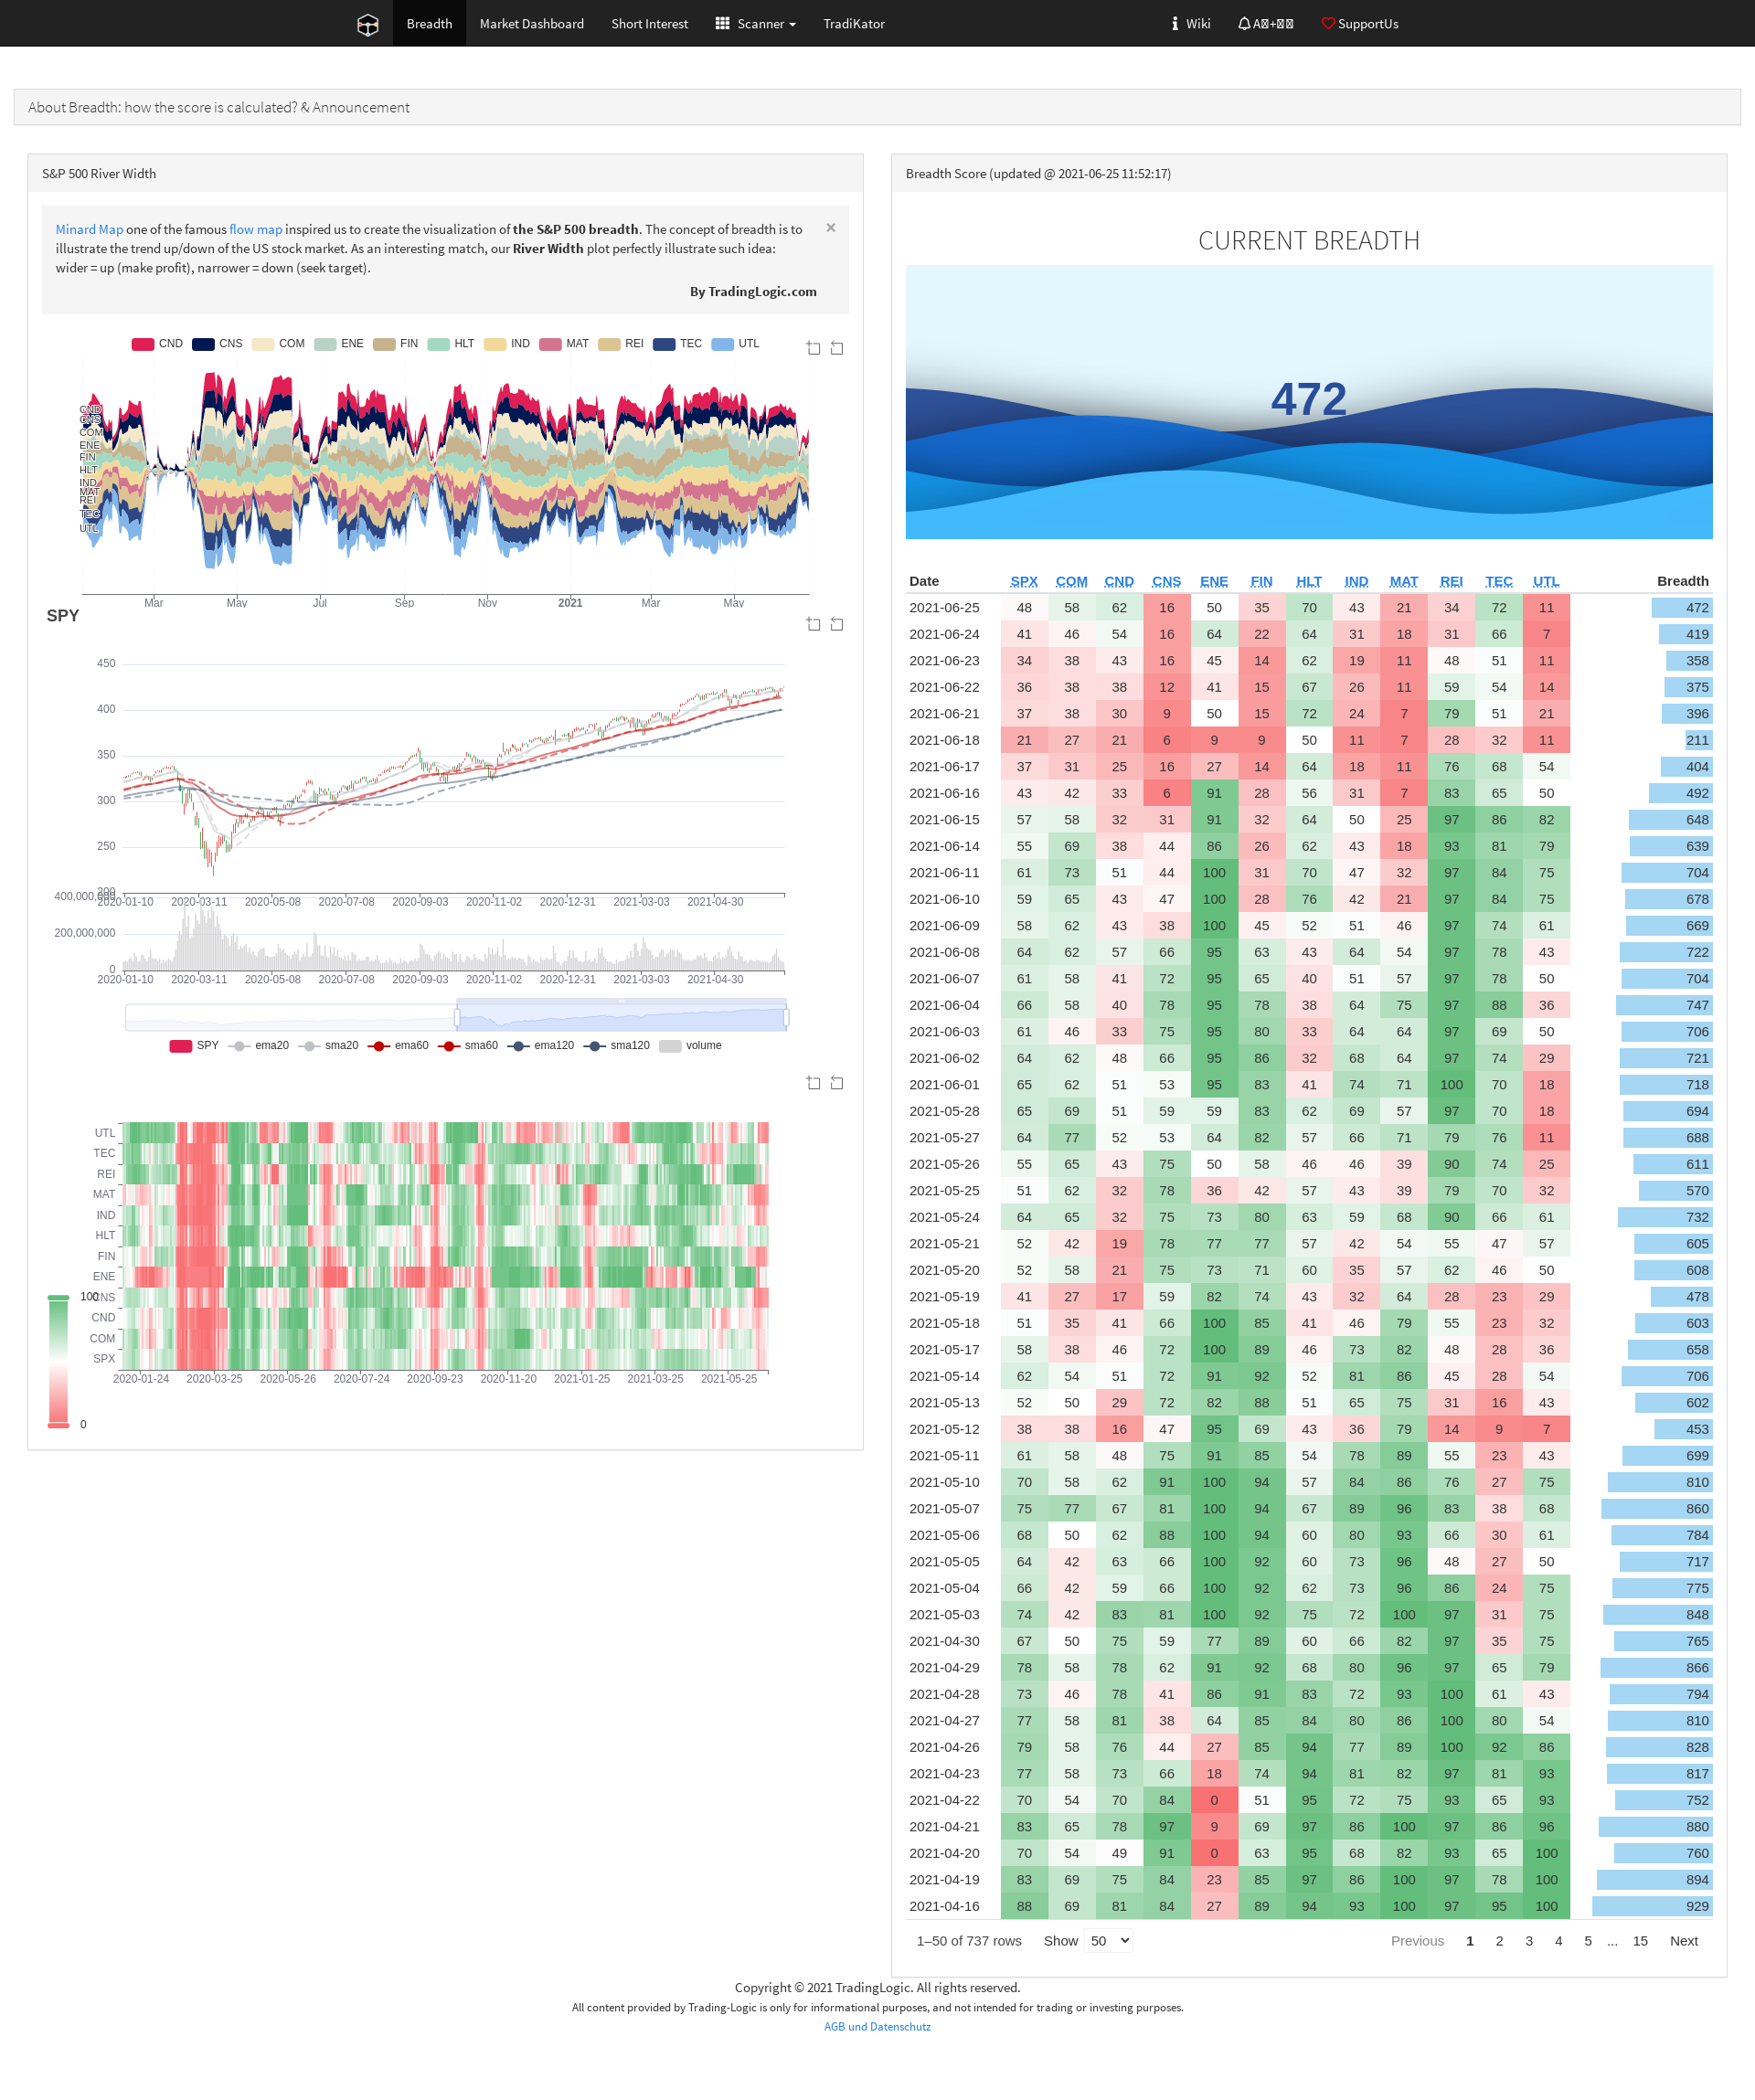 Breadth Market Dashboard Short Interest Scanner TradiKator Wiki SupportUs
About Breadth: how the score is calculated? & Announcement
S&P 500 River Width
Minard Map one of the famous flow map inspired us to create the visualization of the S&P 500 breadth. The concept of breadth is to
illustrate the trend up/down of the US stock market. As an interesting match, our River Width plot perfectly illustrate such idea:
wider = up (make profit), narrower = down (seek target).
×
By TradingLogic.com
CND CNS COM ENE FIN HLT IND MAT REI TEC UTL
CND
CNS
COM
ENE
FIN
HLT
IND
MAT
REI
TEC
UTL
Mar May Jul Sep Nov 2021 Mar May
SPY
450
400
350
300
250
200
2020-01-10 2020-03-11 2020-05-08 2020-07-08 2020-09-03 2020-11-02 2020-12-31 2021-03-03 2021-04-30
400,000,000
200,000,000
0
2020-01-10 2020-03-11 2020-05-08 2020-07-08 2020-09-03 2020-11-02 2020-12-31 2021-03-03 2021-04-30
SPY ema20 sma20 ema60 sma60 ema120 sma120 volume
UTL
TEC
REI
MAT
IND
HLT
FIN
ENE
CNS
CND
COM
SPX
100
0
2020-01-24 2020-03-25 2020-05-26 2020-07-24 2020-09-23 2020-11-20 2021-01-25 2021-03-25 2021-05-25
Breadth Score (updated @ 2021-06-25 11:52:17)
CURRENT BREADTH
472
Date SPX COM CND CNS ENE FIN HLT IND MAT REI TEC UTL Breadth
2021-06-25 48 58 62 16 50 35 70 43 21 34 72 11 472
2021-06-24 41 46 54 16 64 22 64 31 18 31 66 7 419
2021-06-23 34 38 43 16 45 14 62 19 11 48 51 11 358
2021-06-22 36 38 38 12 41 15 67 26 11 59 54 14 375
2021-06-21 37 38 30 9 50 15 72 24 7 79 51 21 396
2021-06-18 21 27 21 6 9 9 50 11 7 28 32 11 211
2021-06-17 37 31 25 16 27 14 64 18 11 76 68 54 404
2021-06-16 43 42 33 6 91 28 56 31 7 83 65 50 492
2021-06-15 57 58 32 31 91 32 64 50 25 97 86 82 648
2021-06-14 55 69 38 44 86 26 62 43 18 93 81 79 639
2021-06-11 61 73 51 44 100 31 70 47 32 97 84 75 704
2021-06-10 59 65 43 47 100 28 76 42 21 97 84 75 678
2021-06-09 58 62 43 38 100 45 52 51 46 97 74 61 669
2021-06-08 64 62 57 66 95 63 43 64 54 97 78 43 722
2021-06-07 61 58 41 72 95 65 40 51 57 97 78 50 704
2021-06-04 66 58 40 78 95 78 38 64 75 97 88 36 747
2021-06-03 61 46 33 75 95 80 33 64 64 97 69 50 706
2021-06-02 64 62 48 66 95 86 32 68 64 97 74 29 721
2021-06-01 65 62 51 53 95 83 41 74 71 100 70 18 718
2021-05-28 65 69 51 59 59 83 62 69 57 97 70 18 694
2021-05-27 64 77 52 53 64 82 57 66 71 79 76 11 688
2021-05-26 55 65 43 75 50 58 46 46 39 90 74 25 611
2021-05-25 51 62 32 78 36 42 57 43 39 79 70 32 570
2021-05-24 64 65 32 75 73 80 63 59 68 90 66 61 732
2021-05-21 52 42 19 78 77 77 57 42 54 55 47 57 605
2021-05-20 52 58 21 75 73 71 60 35 57 62 46 50 608
2021-05-19 41 27 17 59 82 74 43 32 64 28 23 29 478
2021-05-18 51 35 41 66 100 85 41 46 79 55 23 32 603
2021-05-17 58 38 46 72 100 89 46 73 82 48 28 36 658
2021-05-14 62 54 51 72 91 92 52 81 86 45 28 54 706
2021-05-13 52 50 29 72 82 88 51 65 75 31 16 43 602
2021-05-12 38 38 16 47 95 69 43 36 79 14 9 7 453
2021-05-11 61 58 48 75 91 85 54 78 89 55 23 43 699
2021-05-10 70 58 62 91 100 94 57 84 86 76 27 75 810
2021-05-07 75 77 67 81 100 94 67 89 96 83 38 68 860
2021-05-06 68 50 62 88 100 94 60 80 93 66 30 61 784
2021-05-05 64 42 63 66 100 92 60 73 96 48 27 50 717
2021-05-04 66 42 59 66 100 92 62 73 96 86 24 75 775
2021-05-03 74 42 83 81 100 92 75 72 100 97 31 75 848
2021-04-30 67 50 75 59 77 89 60 66 82 97 35 75 765
2021-04-29 78 58 78 62 91 92 68 80 96 97 65 79 866
2021-04-28 73 46 78 41 86 91 83 72 93 100 61 43 794
2021-04-27 77 58 81 38 64 85 84 80 86 100 80 54 810
2021-04-26 79 58 76 44 27 85 94 77 89 100 92 86 828
2021-04-23 77 58 73 66 18 74 94 81 82 97 81 93 817
2021-04-22 70 54 70 84 0 51 95 72 75 93 65 93 752
2021-04-21 83 65 78 97 9 69 97 86 100 97 86 96 880
2021-04-20 70 54 49 91 0 63 95 68 82 93 65 100 760
2021-04-19 83 69 75 84 23 85 97 86 100 97 78 100 894
2021-04-16 88 69 81 84 27 89 94 93 100 97 95 100 929
1–50 of 737 rows Show 50 Previous 1 2 3 4 5 ... 15 Next
Copyright © 2021 TradingLogic. All rights reserved.
All content provided by Trading-Logic is only for informational purposes, and not intended for trading or investing purposes.
AGB und Datenschutz